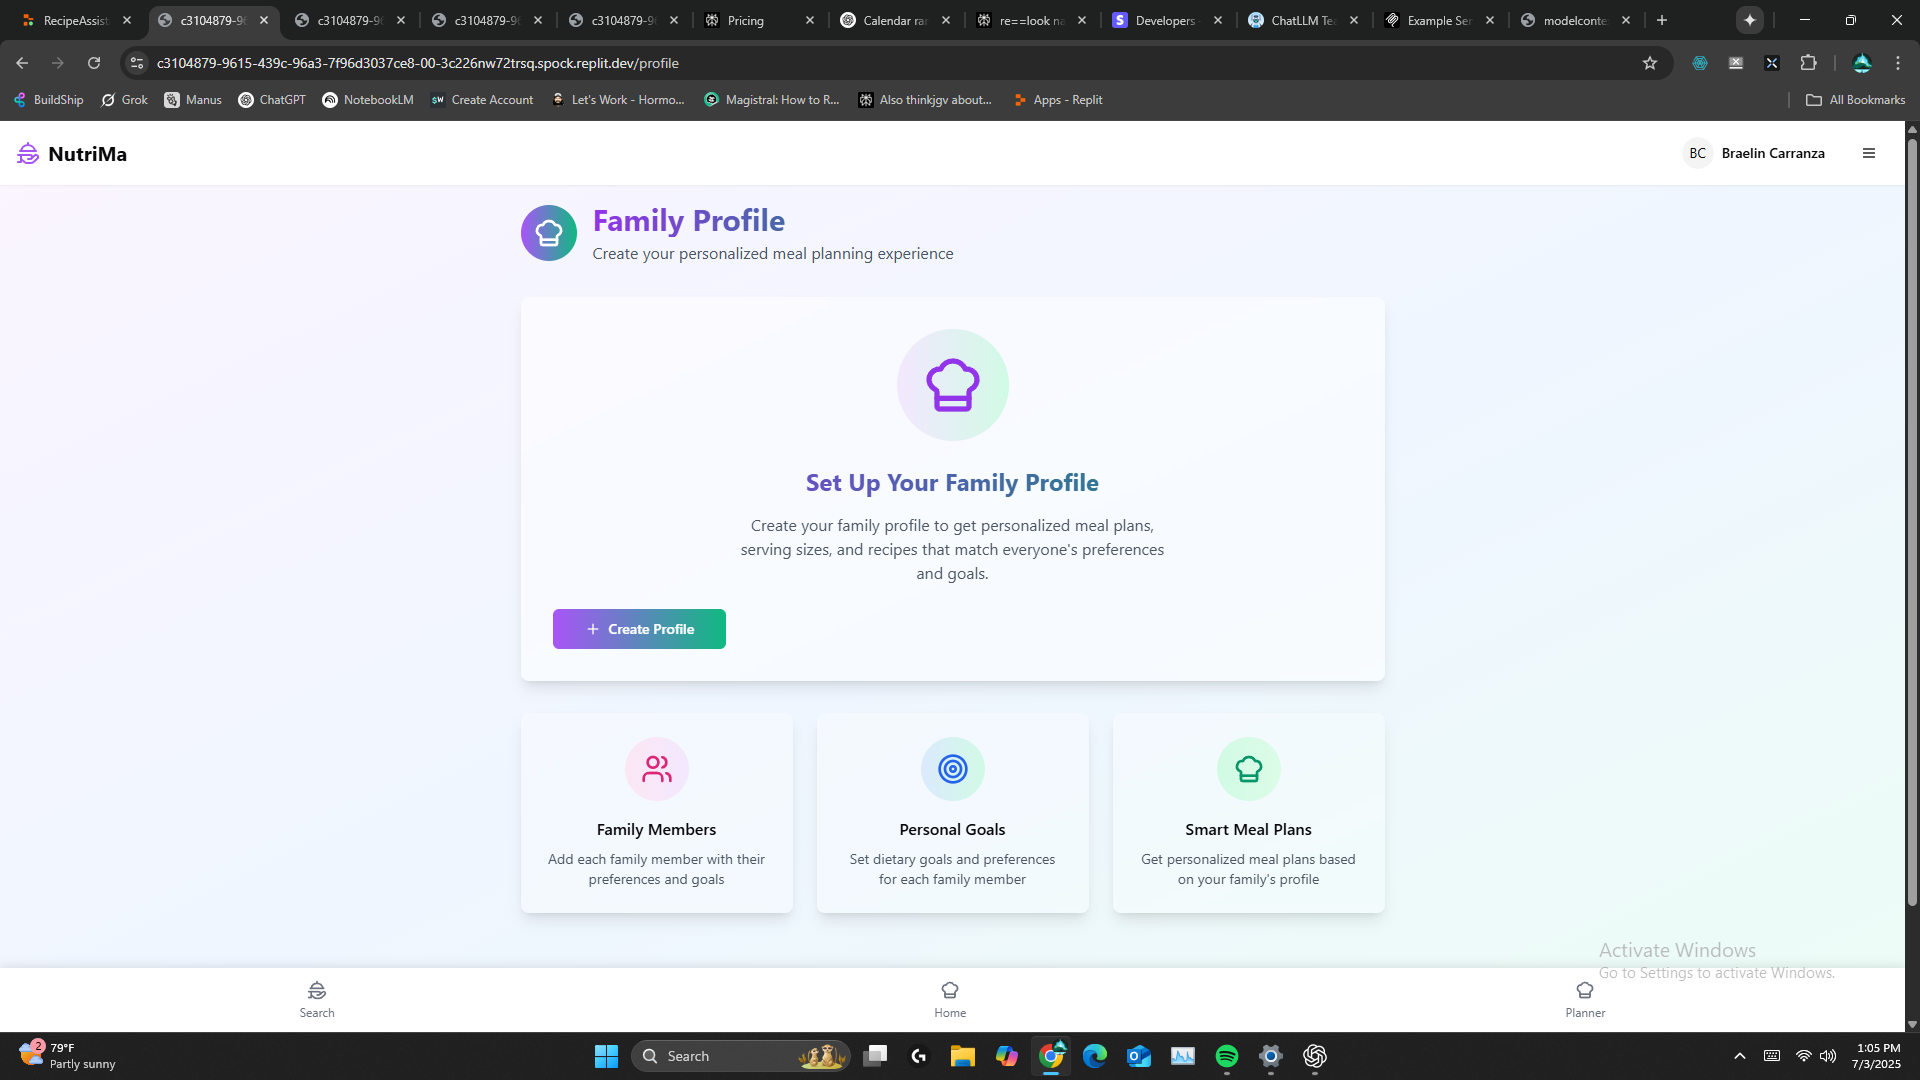 RecipeAssist
c3104879-96
c3104879-96
c3104879-96
c3104879-96
Pricing
Calendar ran
re==look na
Developers
ChatLLM Te
Example Ser
modelconte
c3104879-9615-439c-96a3-7f96d3037ce8-00-3c226nw72trsq.spock.replit.dev/profile
BuildShip
Grok
Manus
ChatGPT
NotebookLM
Create Account
Let's Work - Hormo...
Magistral: How to R...
Also thinkjgv about...
Apps - Replit
All Bookmarks
NutriMa
BC
Braelin Carranza
Family Profile
Create your personalized meal planning experience
Set Up Your Family Profile
Create your family profile to get personalized meal plans,
serving sizes, and recipes that match everyone's preferences
and goals.
Create Profile
Family Members
Add each family member with their
preferences and goals
Personal Goals
Set dietary goals and preferences
for each family member
Smart Meal Plans
Get personalized meal plans based
on your family's profile
Activate Windows
Go to Settings to activate Windows.
Search
Home
Planner
2
79°F
Partly sunny
Search
1:05 PM
7/3/2025